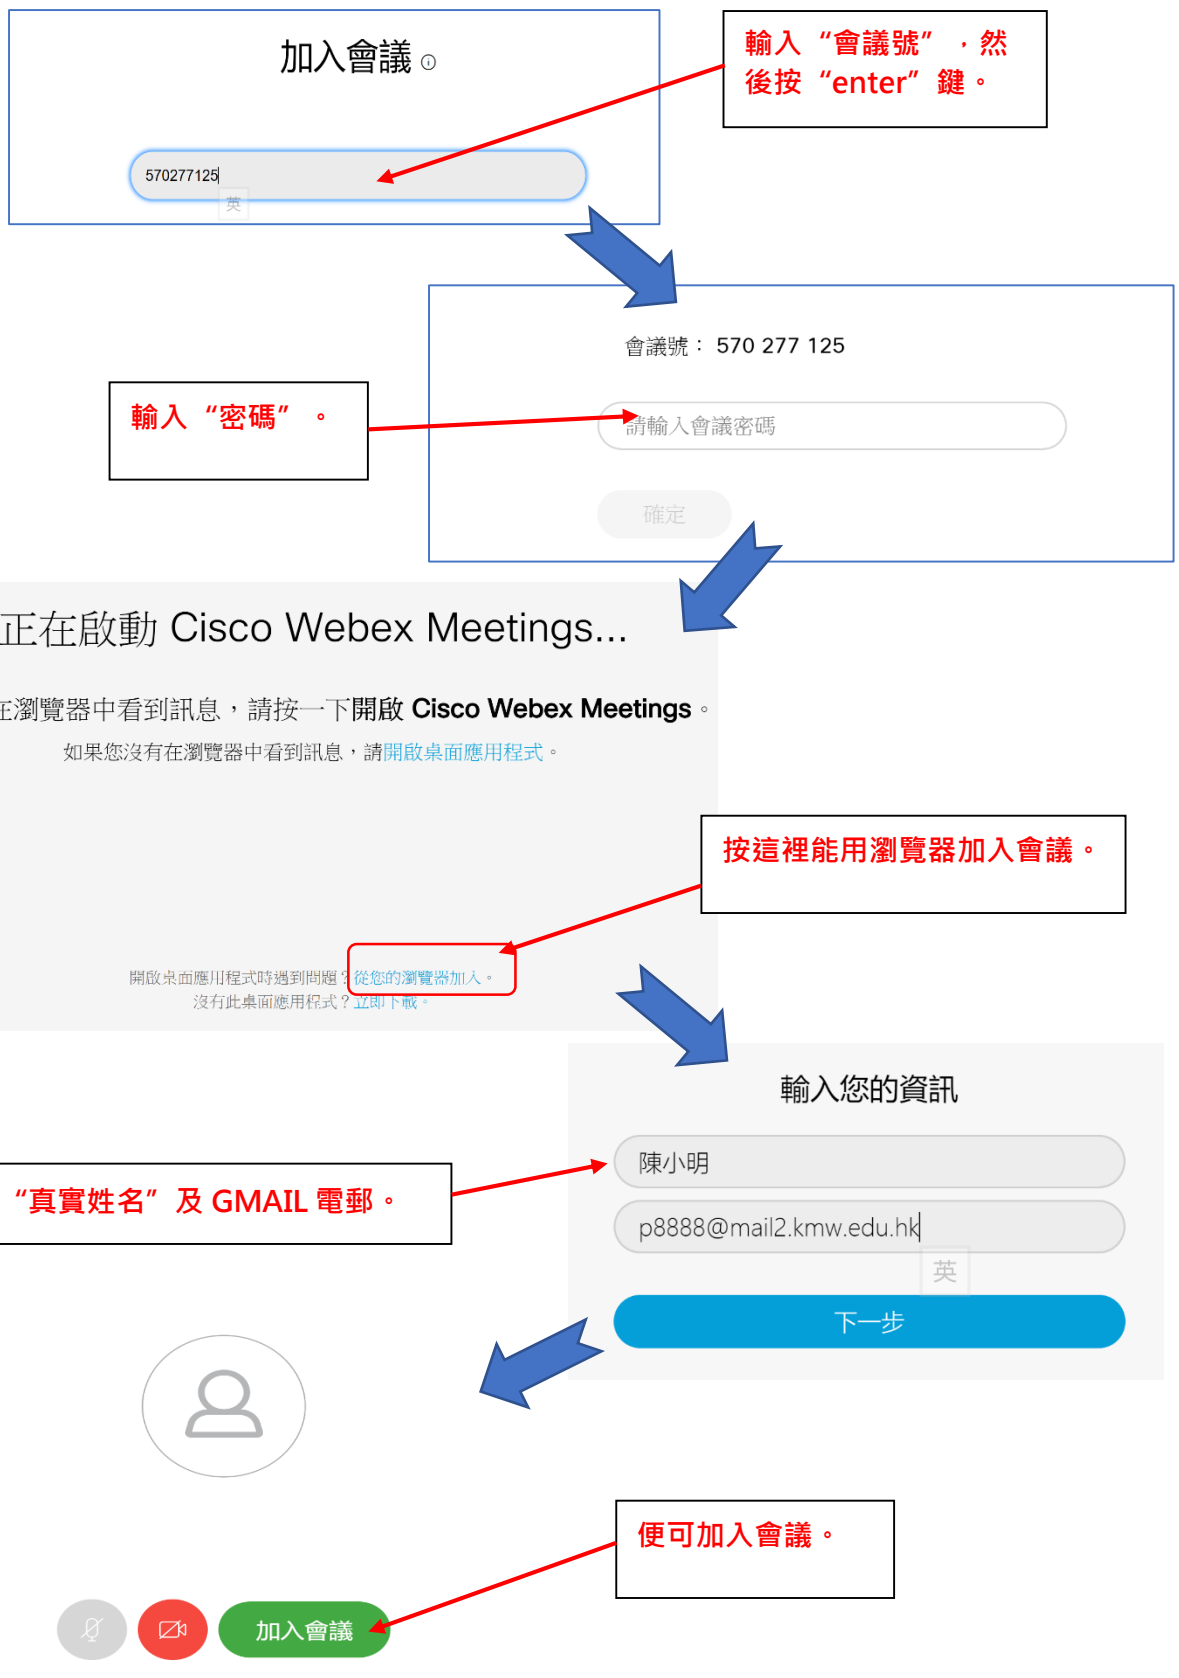 加入會議
輸入“會議號”，然
後按“enter”鍵。
570277125
英
會議號： 570 277 125
輸入“密碼”。
請輸入會議密碼
確定
正在啟動 Cisco Webex Meetings...
在瀏覽器中看到訊息，請按一下開啟 Cisco Webex Meetings。
如果您沒有在瀏覽器中看到訊息，請開啟桌面應用程式。
按這裡能用瀏覽器加入會議。
開啟桌面應用程式時遇到問題？從您的瀏覽器加入。
沒有此桌面應用程式？立即下載。
輸入您的資訊
陳小明
“真實姓名”及 GMAIL 電郵。
p8888@mail2.kmw.edu.hk
英
下一步
便可加入會議。
加入會議